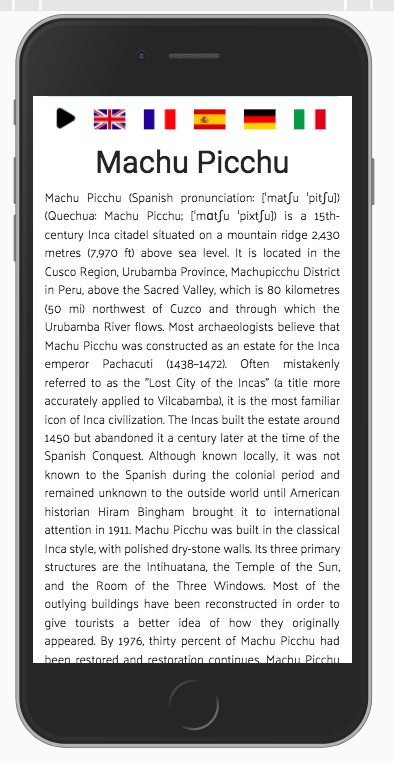 Machu Picchu
Machu Picchu (Spanish pronunciation: [ˈmatʃu ˈpitʃu])
(Quechua: Machu Picchu; [ˈmɑtʃu ˈpixtʃu]) is a 15th-
century Inca citadel situated on a mountain ridge 2,430
metres (7,970 ft) above sea level. It is located in the
Cusco Region, Urubamba Province, Machupicchu District
in Peru, above the Sacred Valley, which is 80 kilometres
(50 mi) northwest of Cuzco and through which the
Urubamba River flows. Most archaeologists believe that
Machu Picchu was constructed as an estate for the Inca
emperor Pachacuti (1438–1472). Often mistakenly
referred to as the "Lost City of the Incas" (a title more
accurately applied to Vilcabamba), it is the most familiar
icon of Inca civilization. The Incas built the estate around
1450 but abandoned it a century later at the time of the
Spanish Conquest. Although known locally, it was not
known to the Spanish during the colonial period and
remained unknown to the outside world until American
historian Hiram Bingham brought it to international
attention in 1911. Machu Picchu was built in the classical
Inca style, with polished dry-stone walls. Its three primary
structures are the Intihuatana, the Temple of the Sun,
and the Room of the Three Windows. Most of the
outlying buildings have been reconstructed in order to
give tourists a better idea of how they originally
appeared. By 1976, thirty percent of Machu Picchu had
been restored and restoration continues. Machu Picchu